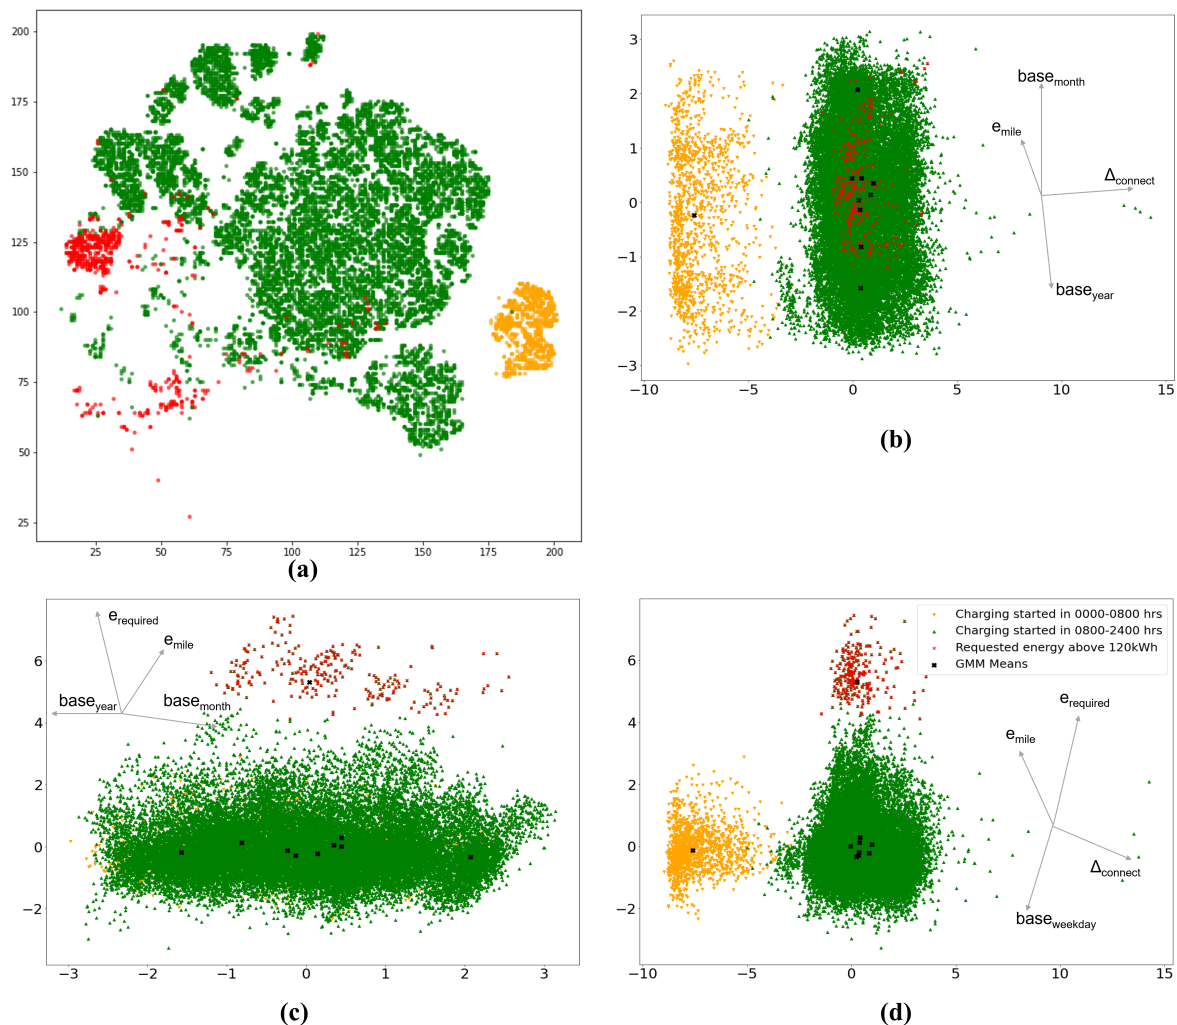 200
175
150
125
100
75
50
25
25 50 75 100 125 150 175 200
(a)
3
2
1
0
−1
−2
−3
−10 −5 0 5 10 15
base_month
e_mile
Δ_connect
base_year
(b)
6
4
2
0
−2
−3 −2 −1 0 1 2 3
e_required
e_mile
base_year
base_month
(c)
6
4
2
0
−2
−10 −5 0 5 10 15
Charging started in 0000-0800 hrs
Charging started in 0800-2400 hrs
Requested energy above 120kWh
GMM Means
e_required
e_mile
Δ_connect
base_weekday
(d)